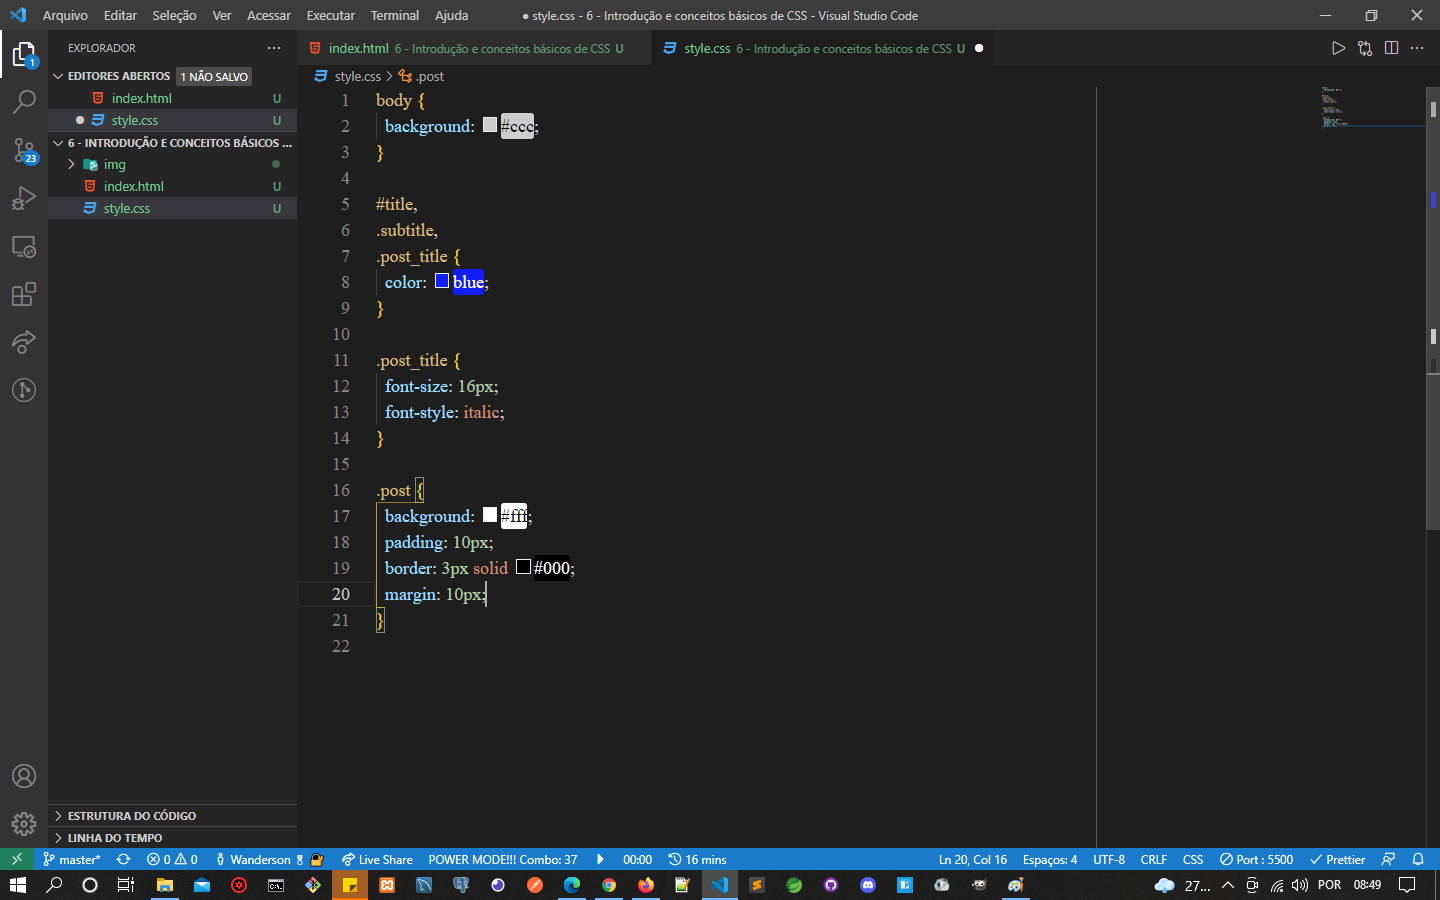 Arquivo Editar Seleção Ver Acessar Executar Terminal Ajuda
● style.css - 6 - Introdução e conceitos básicos de CSS - Visual Studio Code
EXPLORADOR ...
index.html 6 - Introdução e conceitos básicos de CSS U
style.css 6 - Introdução e conceitos básicos de CSS U
EDITORES ABERTOS 1 NÃO SALVO
index.html U
style.css U
6 - INTRODUÇÃO E CONCEITOS BÁSICOS ...
img
index.html U
style.css U
1
23
style.css > .post
1 body {
2 background: #ccc;
3 }
4
5 #title,
6 .subtitle,
7 .post_title {
8 color: blue;
9 }
10
11 .post_title {
12 font-size: 16px;
13 font-style: italic;
14 }
15
16 .post {
17 background: #fff;
18 padding: 10px;
19 border: 3px solid #000;
20 margin: 10px;
21 }
22
ESTRUTURA DO CÓDIGO
LINHA DO TEMPO
master* 0 0 Wanderson Live Share POWER MODE!!! Combo: 37 00:00 16 mins Ln 20, Col 16 Espaços: 4 UTF-8 CRLF CSS Port : 5500 Prettier
27... POR 08:49